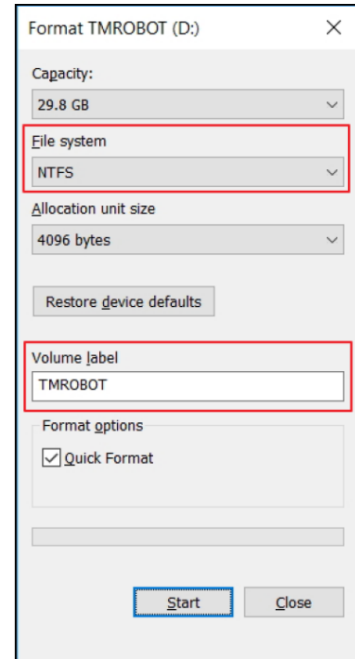 Format TMROBOT (D:)
Capacity:
29.8 GB
File system
NTFS
Allocation unit size
4096 bytes
Restore device defaults
Volume label
TMROBOT
Format options
Quick Format
Start
Close